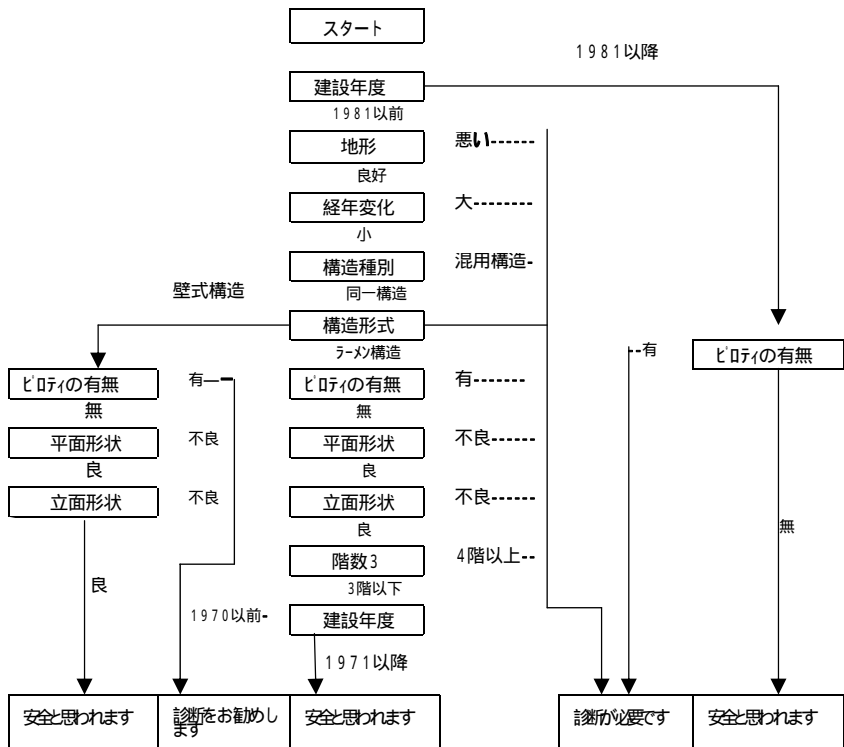 スタート
1981以降
建設年度
1981以前
地形
悪い------
良好
経年変化
大--------
小
構造種別
混用構造-
同一構造
壁式構造
構造形式
ラーメン構造
--有
ピロティの有無
ピロティの有無
有—–
ピロティの有無
有-------
無
無
平面形状
不良
平面形状
不良------
良
良
立面形状
不良
立面形状
不良------
良
無
階数3
4階以上--
良
3階以下
1970以前-
建設年度
1971以降
安全と思われます
診断をお勧めし
ます
安全と思われます
診断が必要です
安全と思われます